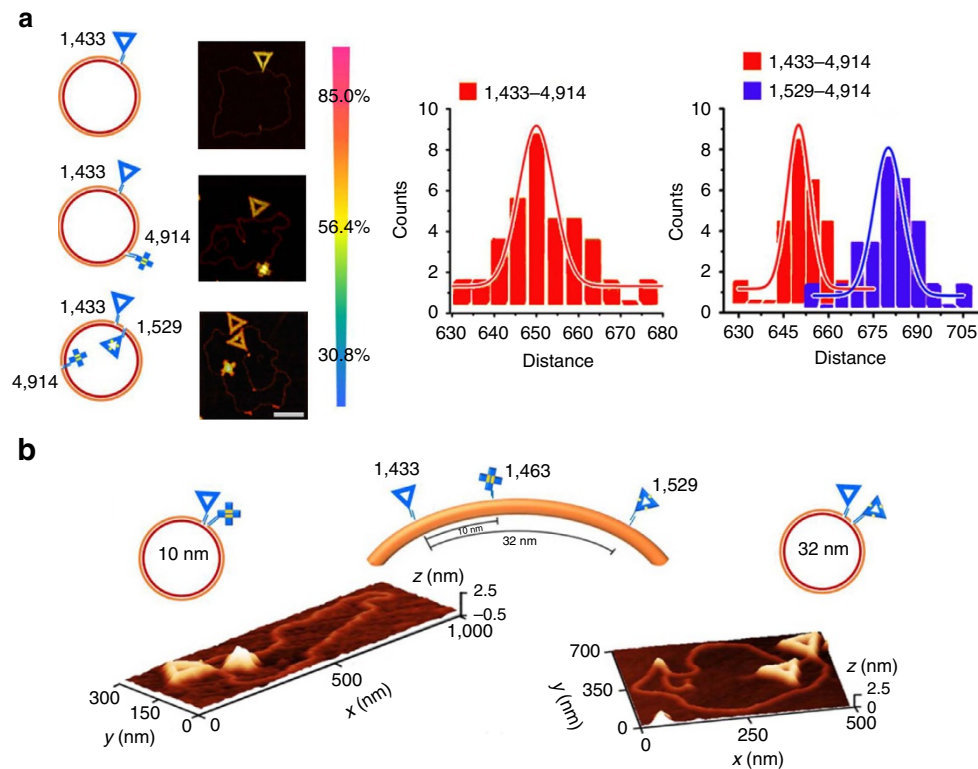 a
1,433
1,433
4,914
1,433
1,529
4,914
85.0%
56.4%
30.8%
1,433–4,914
Counts
10
8
6
4
2
0
630 640 650 660 670 680
Distance
1,433–4,914
1,529–4,914
Counts
10
8
6
4
2
0
630 645 660 675 690 705
Distance
b
10 nm
1,433
1,463
1,529
10 nm
32 nm
32 nm
z (nm)
2.5
–0.5
1,000
500
0
x (nm)
300
150
0
y (nm)
700
350
0
y (nm)
z (nm)
2.5
0
0
250
500
x (nm)